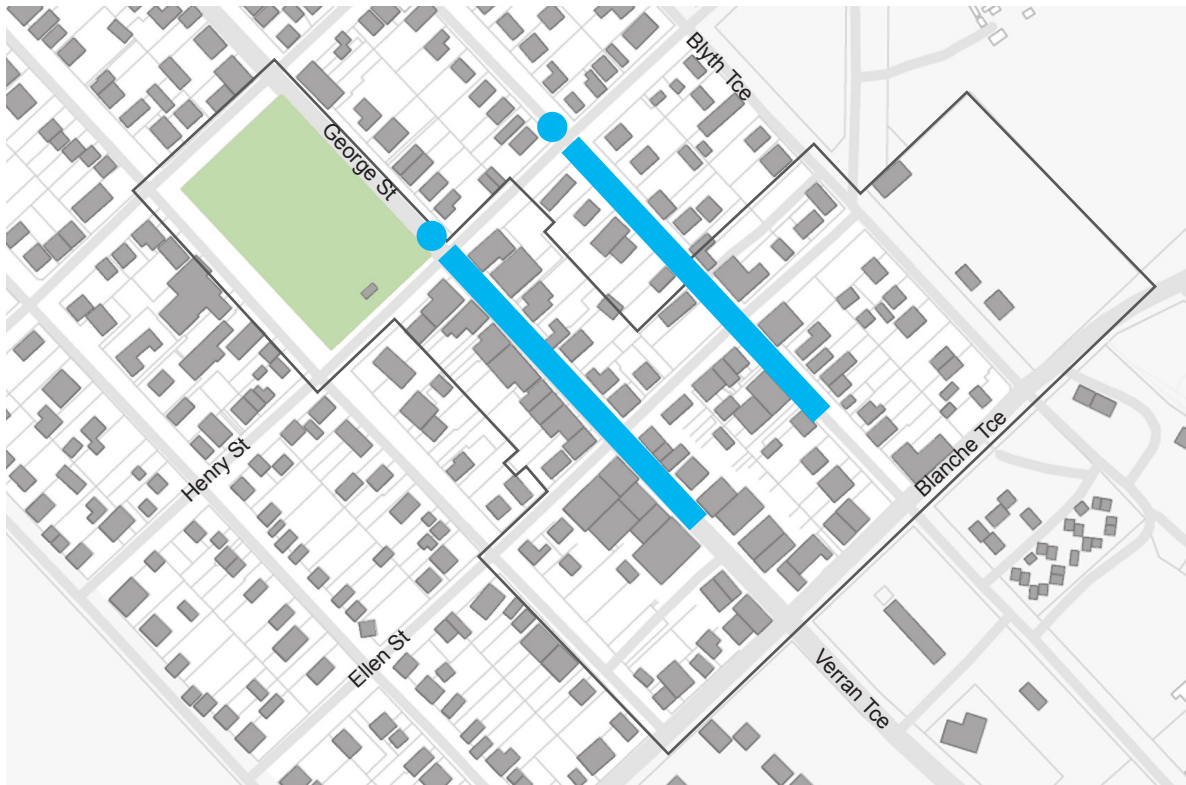 Blyth Tce
George St
Henry St
Blanche Tce
Ellen St
Verran Tce